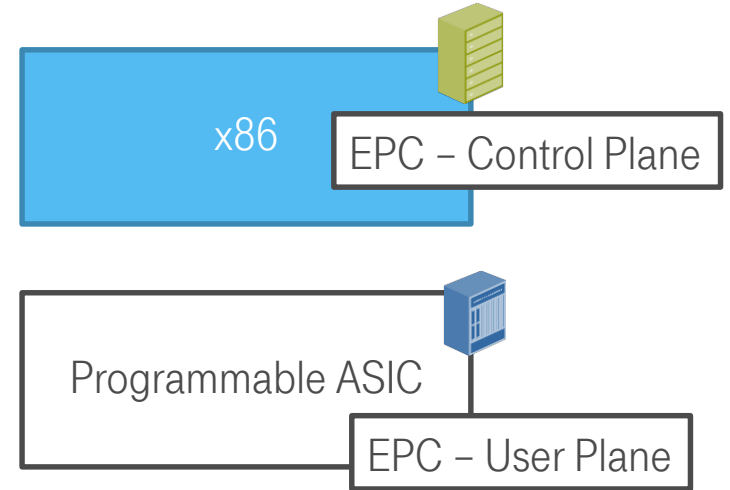 x86
EPC – Control Plane
Programmable ASIC
EPC – User Plane